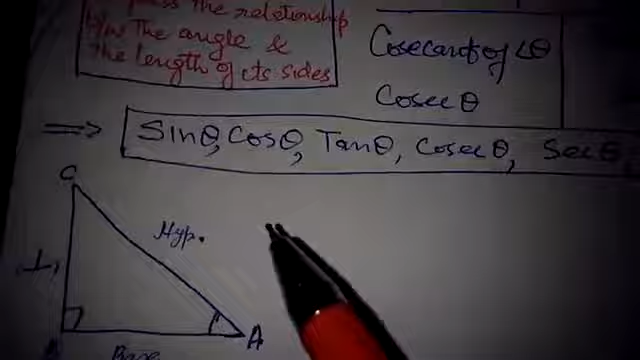 the relationship
b/w the angle &
the length of its sides
Cosecant of ∠θ
Cosec θ
⇒ Sinθ, Cosθ, Tanθ, Cosecθ, Secθ
C
Hyp.
⊥
A
Base